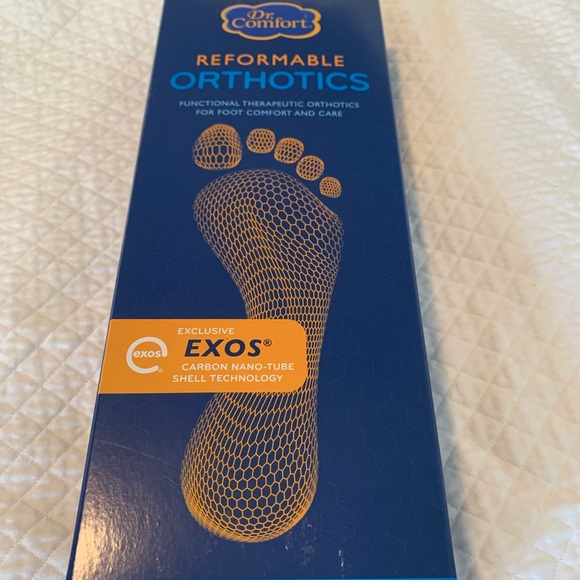 Dr.
Comfort.
REFORMABLE
ORTHOTICS
FUNCTIONAL THERAPEUTIC ORTHOTICS
FOR FOOT COMFORT AND CARE
exos
EXCLUSIVE
EXOS®
CARBON NANO-TUBE
SHELL TECHNOLOGY